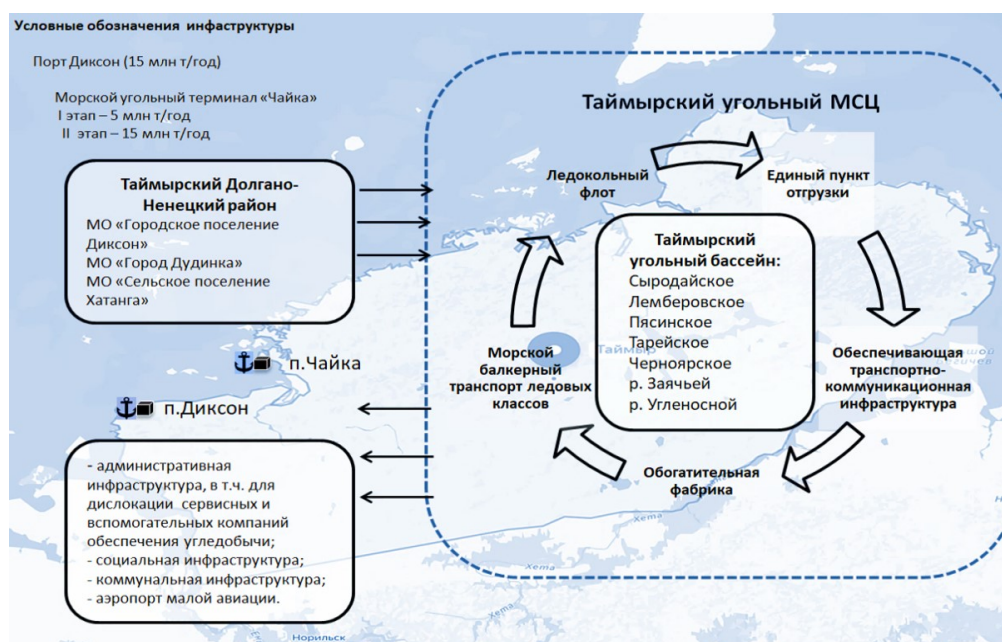 Условные обозначения инфаструктуры
Порт Диксон (15 млн т/год)
Морской угольный терминал «Чайка»
I этап – 5 млн т/год
II этап – 15 млн т/год
Таймырский Долгано-
Ненецкий район
МО «Городское поселение
Диксон»
МО «Город Дудинка»
МО «Сельское поселение
Хатанга»
п.Чайка
п.Диксон
- административная
инфраструктура, в т.ч. для
дислокации сервисных и
вспомогательных компаний
обеспечения угледобычи;
- социальная инфраструктура;
- коммунальная инфраструктура;
- аэропорт малой авиации.
Таймырский угольный МСЦ
Ледокольный
флот
Единый пункт
отгрузки
Таймырский
угольный бассейн:
Сыродайское
Лемберовское
Пясинское
Тарейское
Черноярское
р. Заячьей
р. Угленосной
Морской
балкерный
транспорт ледовых
классов
Обеспечивающая
транспортно-
коммуникационная
инфраструктура
Обогатительная
фабрика
Таймыр
Хета
Хета
Норильск